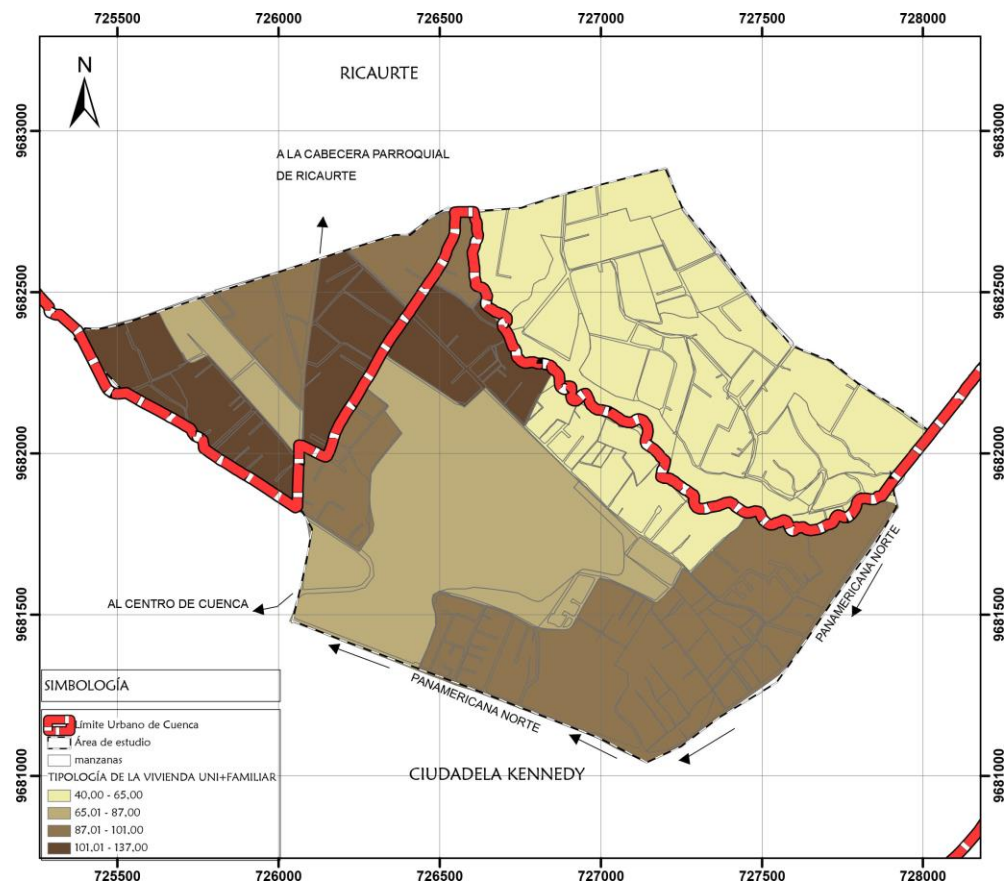 725500 726000 726500 727000 727500 728000
N
RICAURTE
9683000 9683000
A LA CABECERA PARROQUIAL
DE RICAURTE
9682500 9682500
9682000 9682000
AL CENTRO DE CUENCA
PANAMERICANA NORTE
9681500 9681500
PANAMERICANA NORTE
CIUDADELA KENNEDY
9681000 9681000
SIMBOLOGÍA
Límite Urbano de Cuenca
Área de estudio
manzanas
TIPOLOGÍA DE LA VIVIENDA UNI+FAMILIAR
40,00 - 65,00
65,01 - 87,00
87,01 - 101,00
101,01 - 137,00
725500 726000 726500 727000 727500 728000